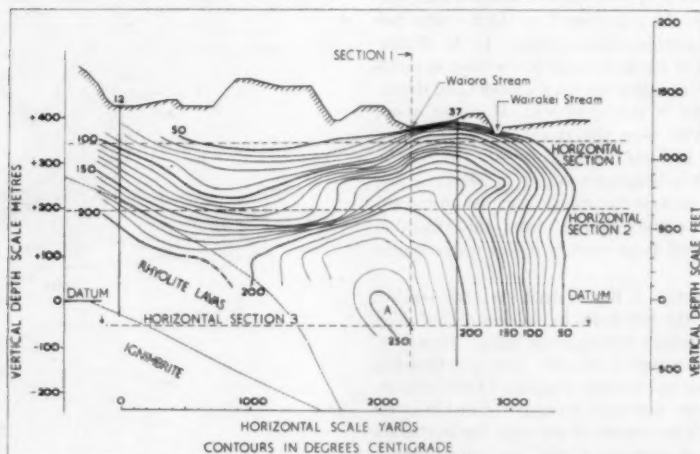 SECTION I
Waiora Stream
12
37
Wairakei Stream
200
+400
1500
50
100
HORIZONTAL SECTION 1
+300
1000
150
HORIZONTAL SECTION 2
+200
200
500
+100
RHYOLITE LAVAS
200
DATUM
DATUM
0
0
A
HORIZONTAL SECTION 3
250
200
150
100
50
-100
IGNIMBRITE
500
-200
0
1000
2000
3000
VERTICAL DEPTH SCALE METRES
VERTICAL DEPTH SCALE FEET
HORIZONTAL SCALE YARDS
CONTOURS IN DEGREES CENTIGRADE